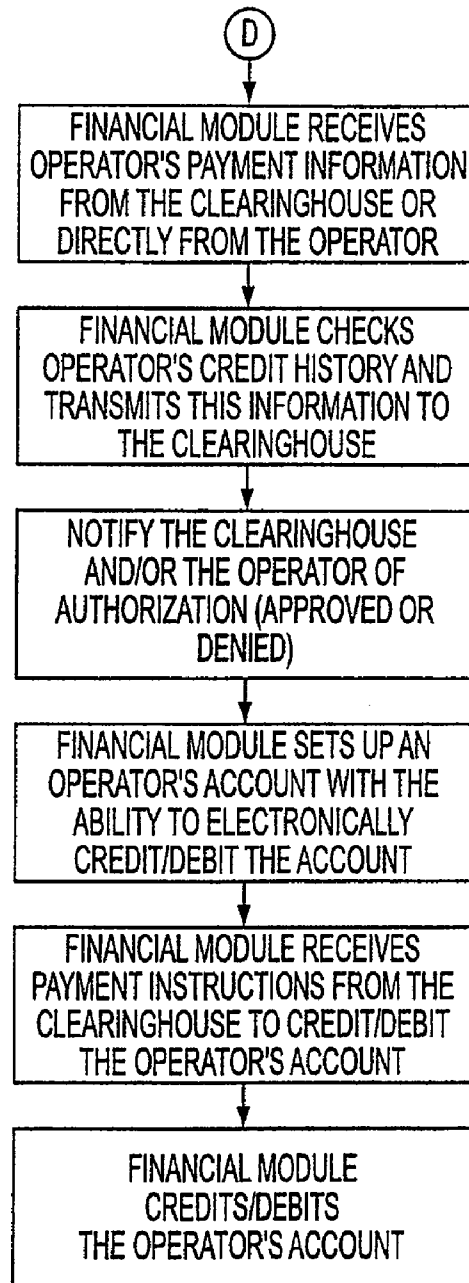 D
FINANCIAL MODULE RECEIVES
OPERATOR'S PAYMENT INFORMATION
FROM THE CLEARINGHOUSE OR
DIRECTLY FROM THE OPERATOR
FINANCIAL MODULE CHECKS
OPERATOR'S CREDIT HISTORY AND
TRANSMITS THIS INFORMATION TO
THE CLEARINGHOUSE
NOTIFY THE CLEARINGHOUSE
AND/OR THE OPERATOR OF
AUTHORIZATION (APPROVED OR
DENIED)
FINANCIAL MODULE SETS UP AN
OPERATOR'S ACCOUNT WITH THE
ABILITY TO ELECTRONICALLY
CREDIT/DEBIT THE ACCOUNT
FINANCIAL MODULE RECEIVES
PAYMENT INSTRUCTIONS FROM THE
CLEARINGHOUSE TO CREDIT/DEBIT
THE OPERATOR'S ACCOUNT
FINANCIAL MODULE
CREDITS/DEBITS
THE OPERATOR'S ACCOUNT